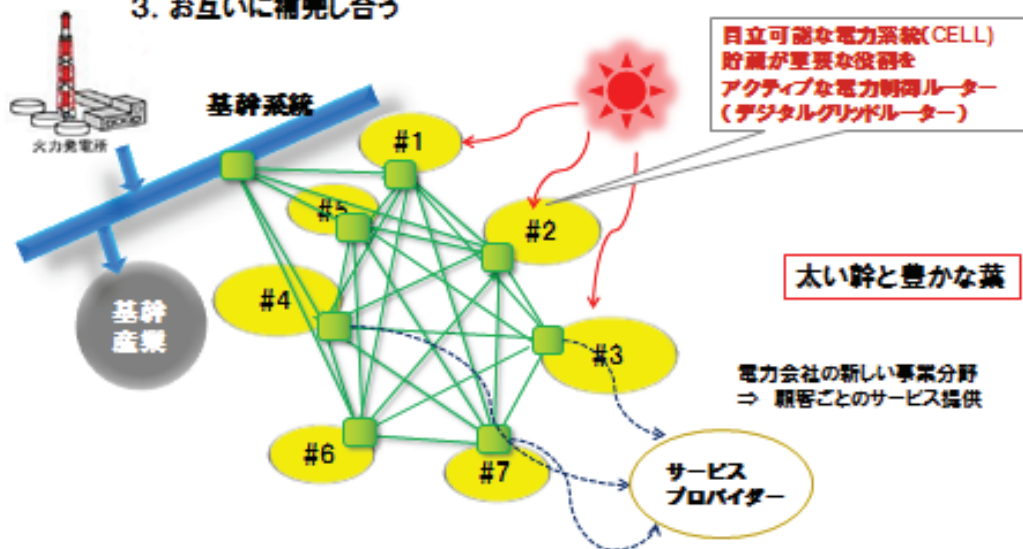 3. お互いに補完し合う
自立可能な電力系統(CELL)
貯蔵が重要な役割を
アクティブな電力制御ルーター
(デジタルグリッドルーター)
火力発電所
基幹系統
#1
#5
#2
#4
基幹
産業
#3
#6
#7
太い幹と豊かな葉
電力会社の新しい事業分野
⇒ 顧客ごとのサービス提供
サービス
プロバイダー